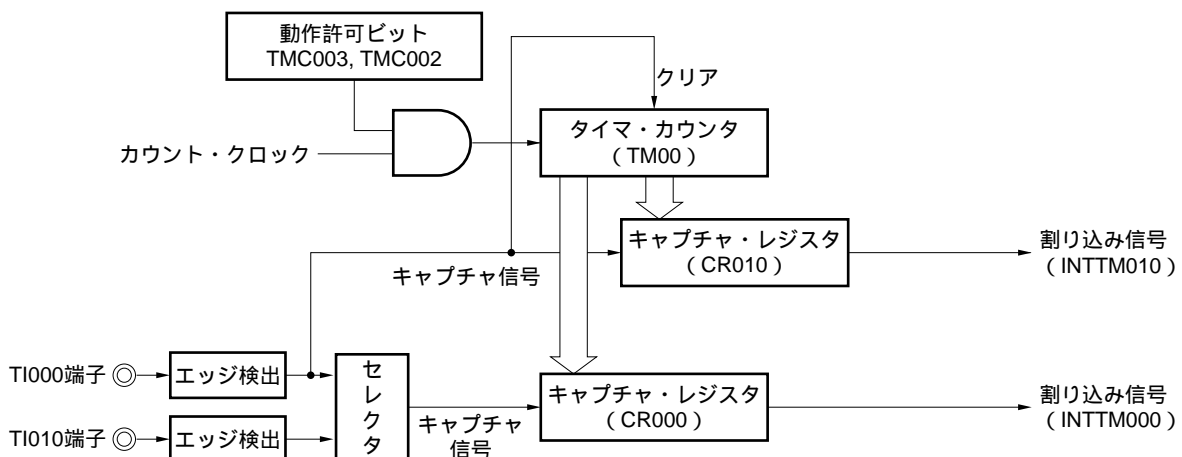 動作許可ビット
TMC003, TMC002
クリア
タイマ・カウンタ
（TM00）
カウント・クロック
キャプチャ・レジスタ
（CR010）
割り込み信号
（INTTM010）
キャプチャ信号
TI000端子
エッジ検出
セレクタ
キャプチャ・レジスタ
（CR000）
割り込み信号
（INTTM000）
キャプチャ
信号
TI010端子
エッジ検出